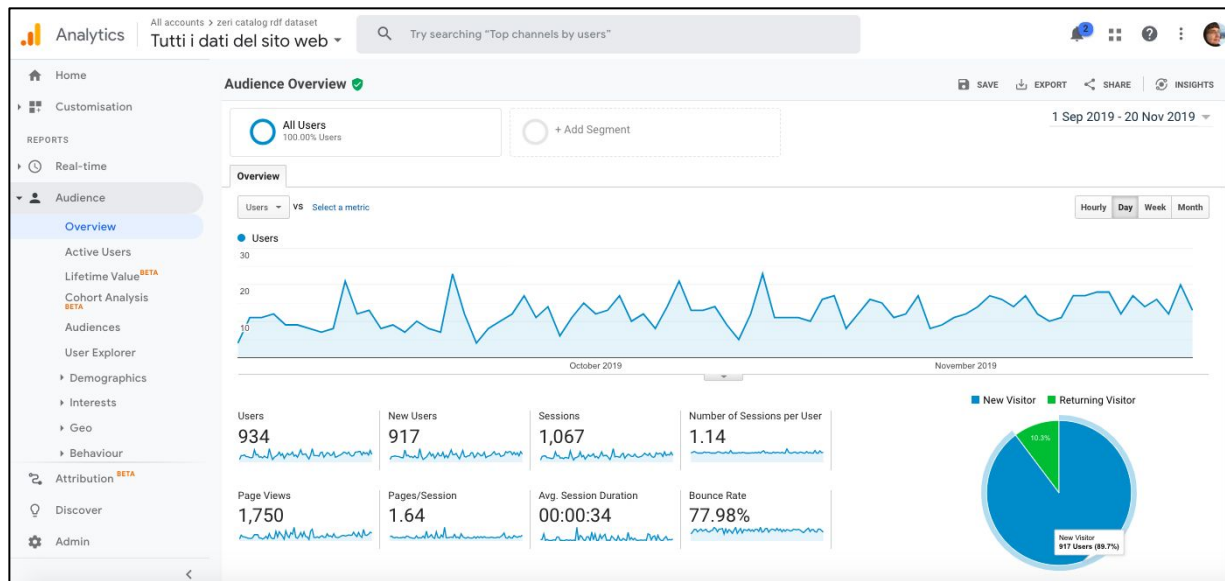 Analytics
All accounts > zeri catalog rdf dataset
Tutti i dati del sito web
Try searching "Top channels by users"
2
Home
Customisation
REPORTS
Real-time
Audience
Overview
Active Users
Lifetime Value BETA
Cohort Analysis
BETA
Audiences
User Explorer
Demographics
Interests
Geo
Behaviour
Attribution BETA
Discover
Admin
Audience Overview
SAVE EXPORT SHARE INSIGHTS
All Users
100.00% Users
+ Add Segment
1 Sep 2019 - 20 Nov 2019
Overview
Users VS Select a metric
Hourly Day Week Month
Users
30
20
10
October 2019 November 2019
Users
934
New Users
917
Sessions
1,067
Number of Sessions per User
1.14
Page Views
1,750
Pages/Session
1.64
Avg. Session Duration
00:00:34
Bounce Rate
77.98%
New Visitor Returning Visitor
10.3%
New Visitor
917 Users (89.7%)